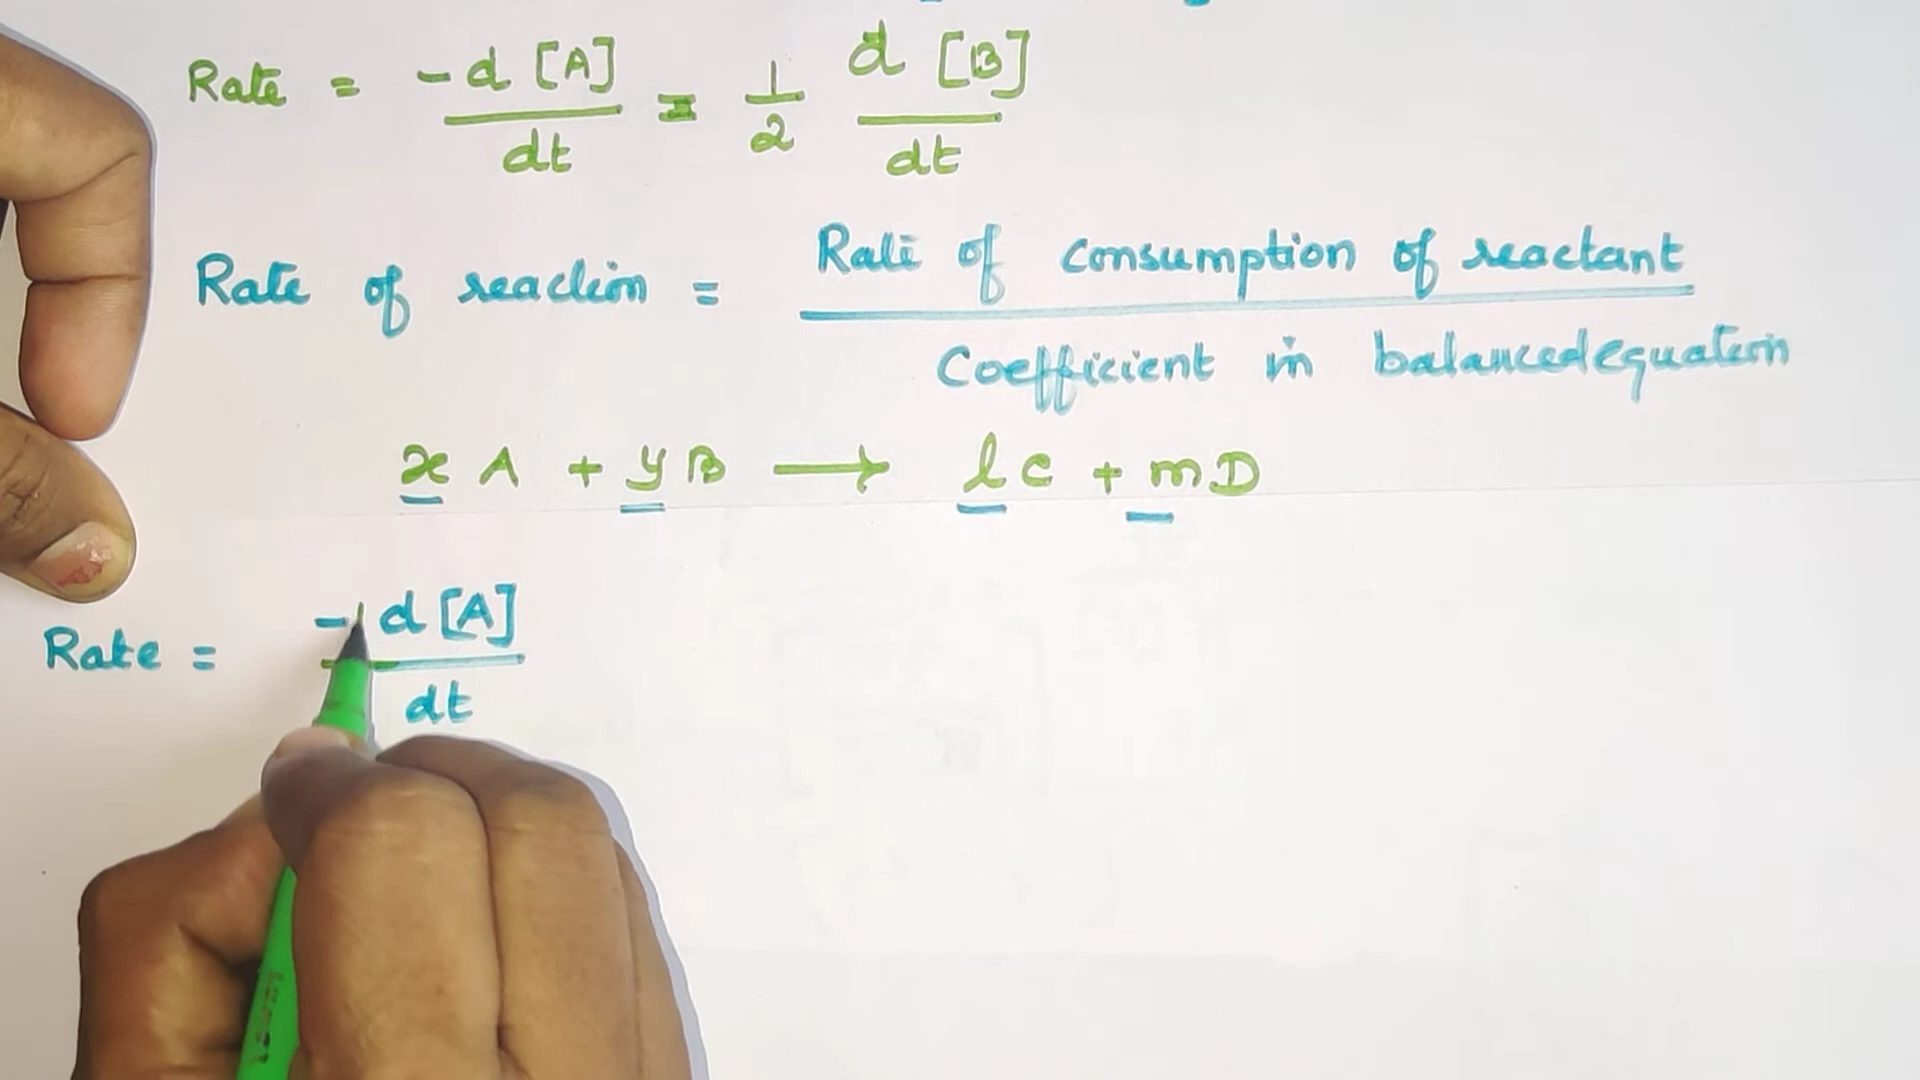 Rate = -d [A] / dt = 1/2 d [B] / dt
Rate of reaction = Rate of consumption of reactant / Coefficient in balanced equation
x A + y B → l C + m D
Rate = - d [A] / dt